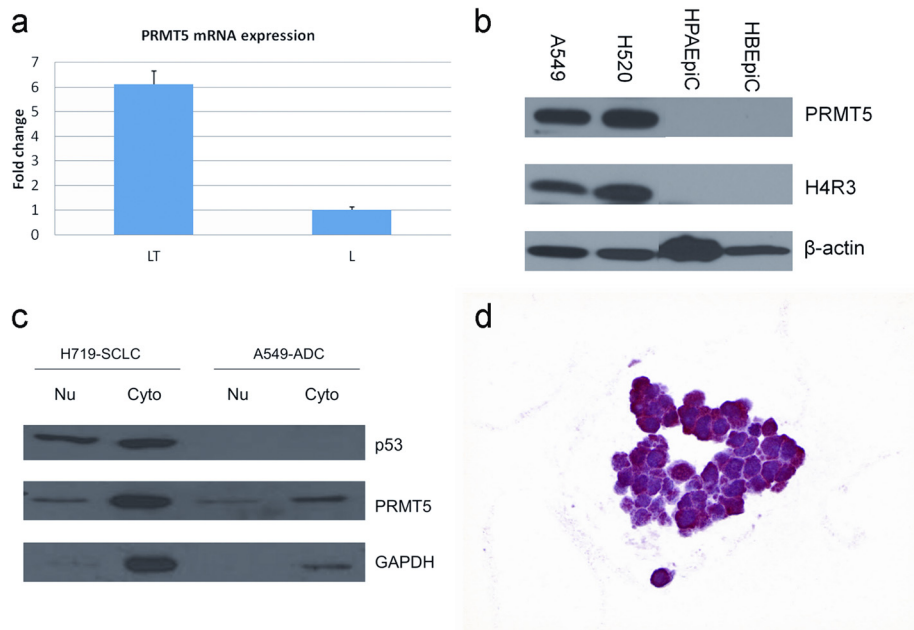 a
PRMT5 mRNA expression
Fold change
7
6
5
4
3
2
1
0
LT
L
b
A549
H520
HPAEpiC
HBEpiC
PRMT5
H4R3
β-actin
c
H719-SCLC
A549-ADC
Nu
Cyto
Nu
Cyto
p53
PRMT5
GAPDH
d